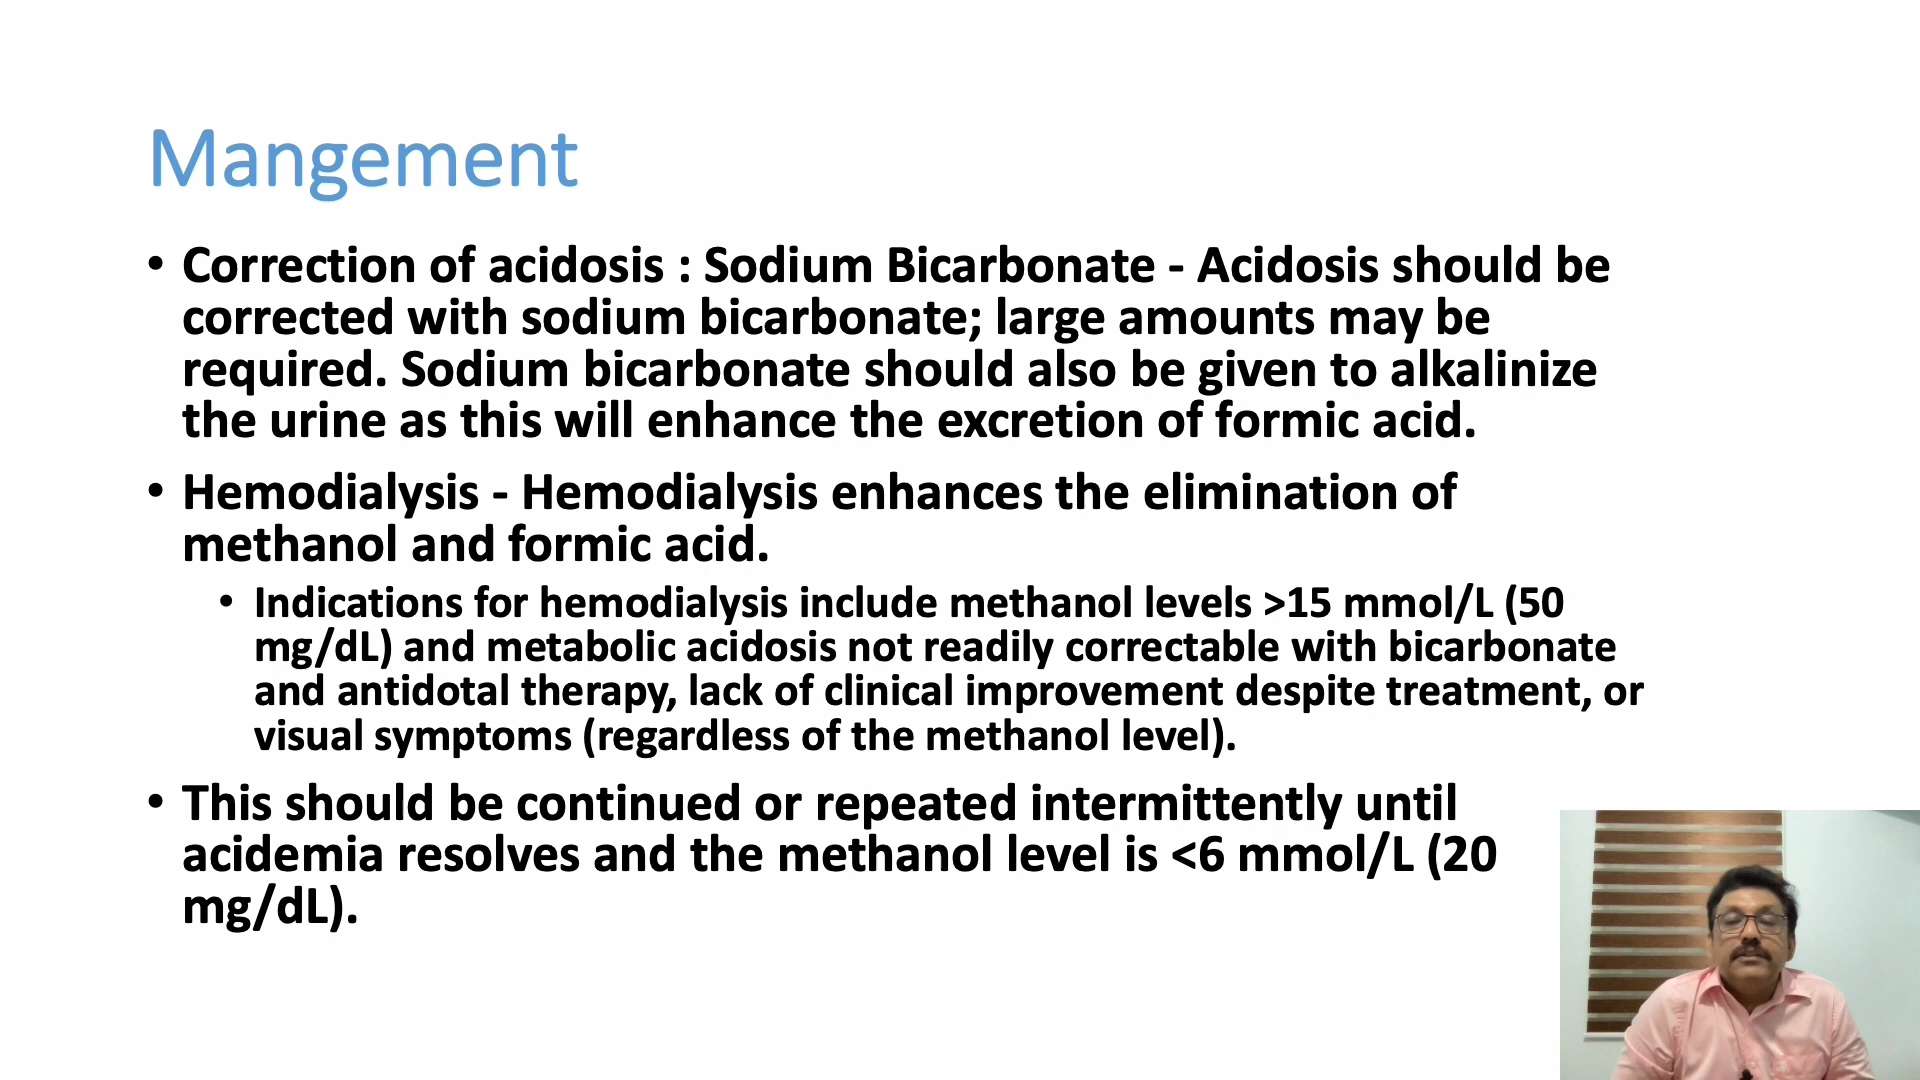 Mangement
• Correction of acidosis : Sodium Bicarbonate - Acidosis should be
corrected with sodium bicarbonate; large amounts may be
required. Sodium bicarbonate should also be given to alkalinize
the urine as this will enhance the excretion of formic acid.
• Hemodialysis - Hemodialysis enhances the elimination of
methanol and formic acid.
• Indications for hemodialysis include methanol levels >15 mmol/L (50
mg/dL) and metabolic acidosis not readily correctable with bicarbonate
and antidotal therapy, lack of clinical improvement despite treatment, or
visual symptoms (regardless of the methanol level).
• This should be continued or repeated intermittently until
acidemia resolves and the methanol level is <6 mmol/L (20
mg/dL).